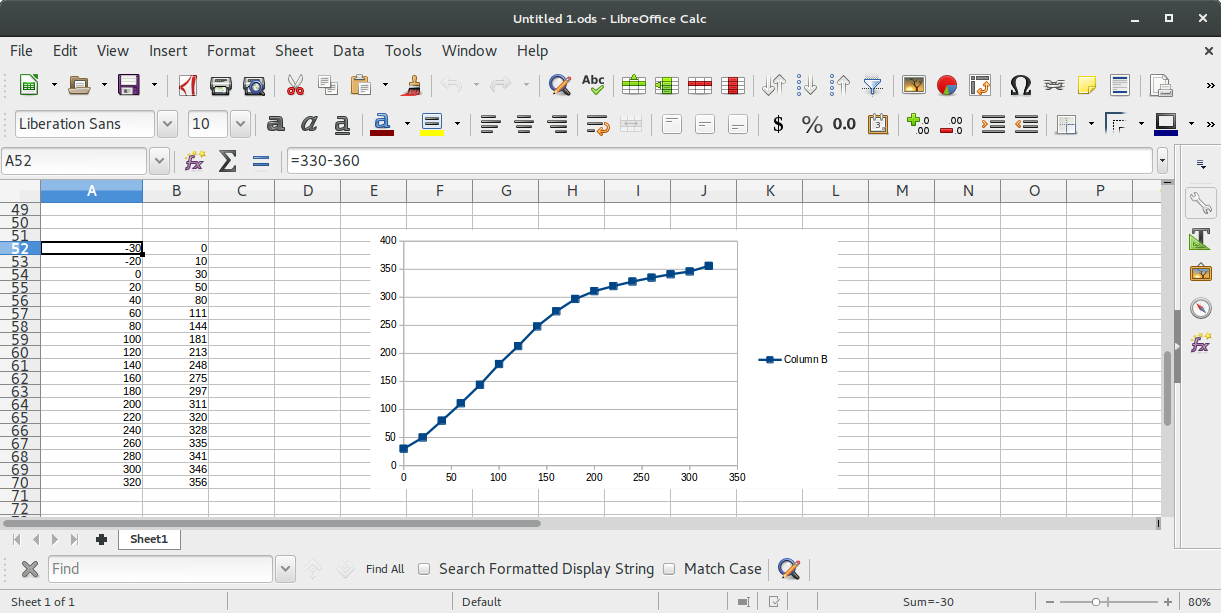 Untitled 1.ods - LibreOffice Calc
File Edit View Insert Format Sheet Data Tools Window Help
Abc
Liberation Sans 10 a a a a $ % 0.0
A52 fx Σ = =330-360
A B C D E F G H I J K L M N O P
49
50
51
52 -30 0
53 -20 10
54 0 30
55 20 50
56 40 80
57 60 111
58 80 144
59 100 181
60 120 213
61 140 248
62 160 275
63 180 297
64 200 311
65 220 320
66 240 328
67 260 335
68 280 341
69 300 346
70 320 356
71
72
400
350
300
250
200
150
100
50
0
0 50 100 150 200 250 300 350
Column B
Sheet1
Find Find All Search Formatted Display String Match Case
Sheet 1 of 1 Default Sum=-30 80%